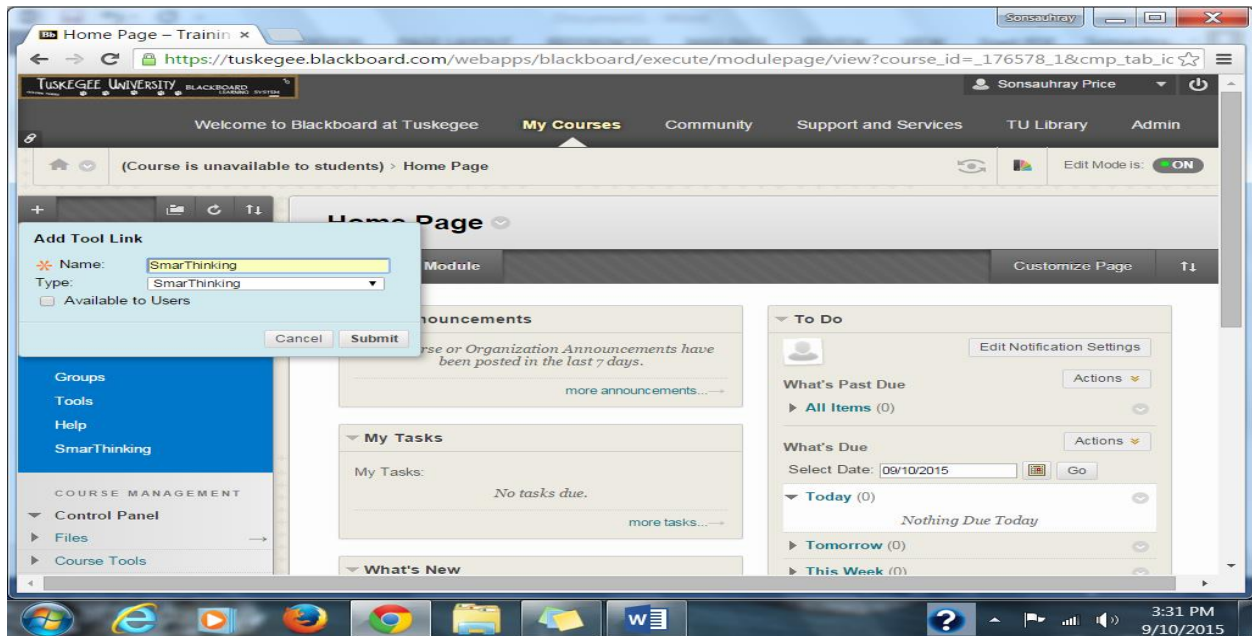 Sonsauhray
Bb Home Page – Trainin ×
https://tuskegee.blackboard.com/webapps/blackboard/execute/modulepage/view?course_id=_176578_1&cmp_tab_ic
TUSKEGEE UNIVERSITY BLACKBOARD LEARNING SYSTEM
Sonsauhray Price
Welcome to Blackboard at Tuskegee My Courses Community Support and Services TU Library Admin
(Course is unavailable to students) > Home Page
Edit Mode is: ON
Home Page
Add Tool Link
Name: SmarThinking
Type: SmarThinking
Available to Users
Cancel Submit
Groups
Tools
Help
SmarThinking
COURSE MANAGEMENT
Control Panel
Files
Course Tools
Module
Customize Page
ouncements
rse or Organization Announcements have
been posted in the last 7 days.
more announcements...
My Tasks
My Tasks:
No tasks due.
more tasks...
What's New
To Do
Edit Notification Settings
What's Past Due
Actions
All Items (0)
What's Due
Actions
Select Date: 09/10/2015 Go
Today (0)
Nothing Due Today
Tomorrow (0)
This Week (0)
3:31 PM
9/10/2015